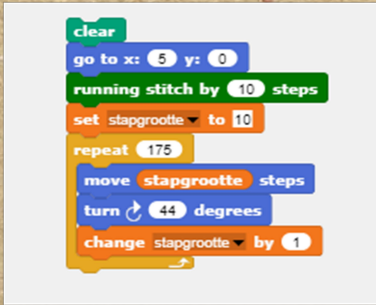 clear
go to x: 5 y: 0
running stitch by 10 steps
set stapgrootte to 10
repeat 175
move stapgrootte steps
turn 44 degrees
change stapgrootte by 1